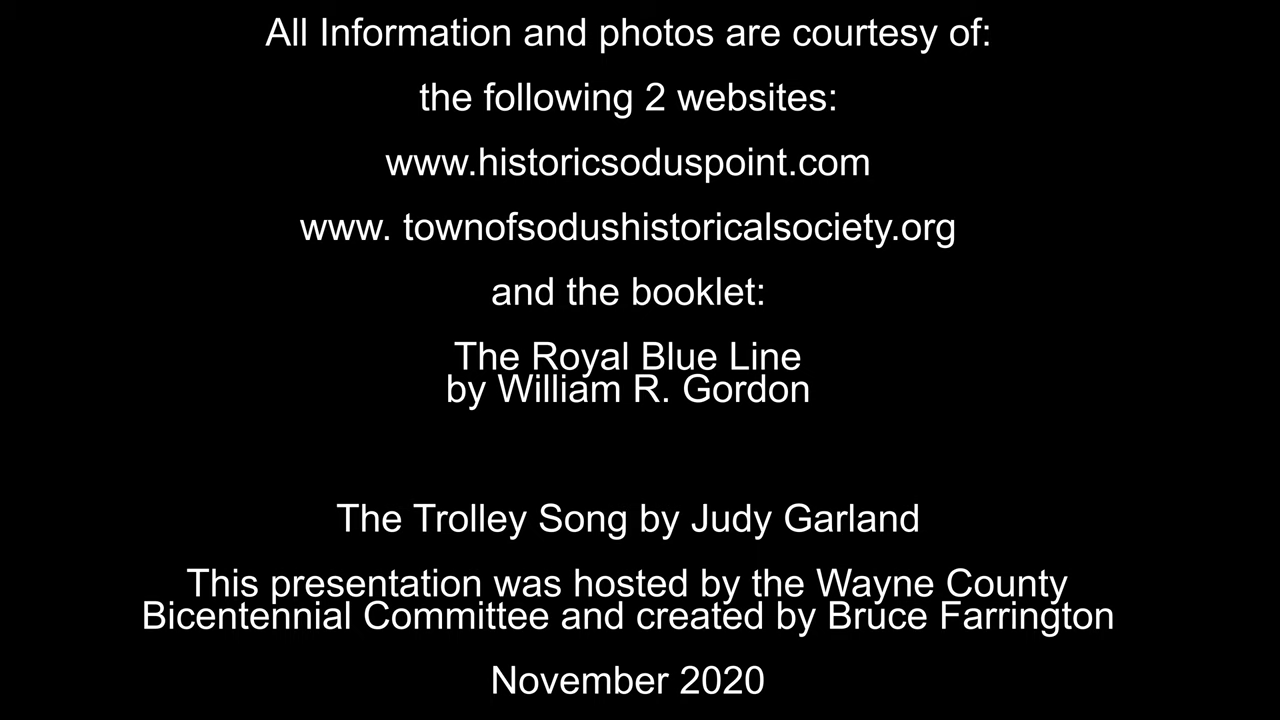 All Information and photos are courtesy of:
the following 2 websites:
www.historicsoduspoint.com
www. townofsodushistoricalsociety.org
and the booklet:
The Royal Blue Line
by William R. Gordon
The Trolley Song by Judy Garland
This presentation was hosted by the Wayne County
Bicentennial Committee and created by Bruce Farrington
November 2020